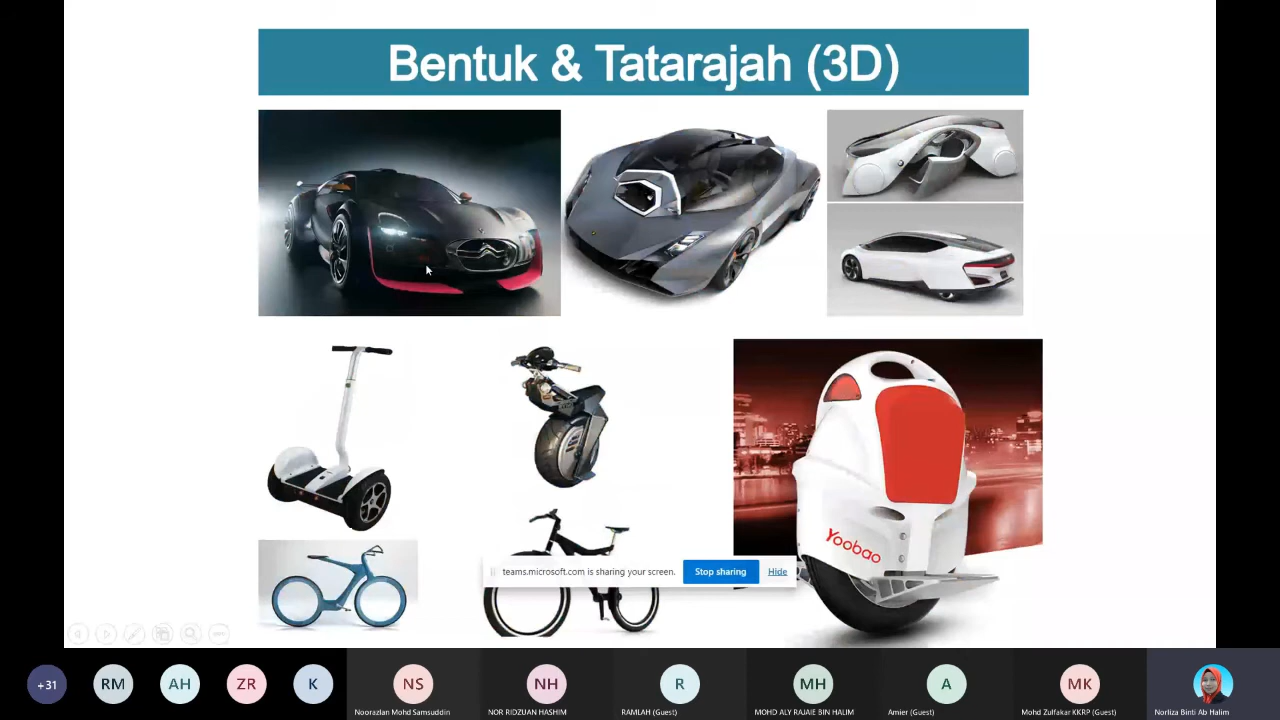 Bentuk & Tatarajah (3D)
Yoobao
teams.microsoft.com is sharing your screen.
Stop sharing
Hide
+31
RM
AH
ZR
K
NS
NH
R
MH
A
MK
Noorazlan Mohd Samsuddin
NOR RIDZUAN HASHIM
RAMLAH (Guest)
MOHD ALY RAJAIE BIN HALIM
Amier (Guest)
Mohd Zulfakar KKRP (Guest)
Norliza Binti Ab Halim